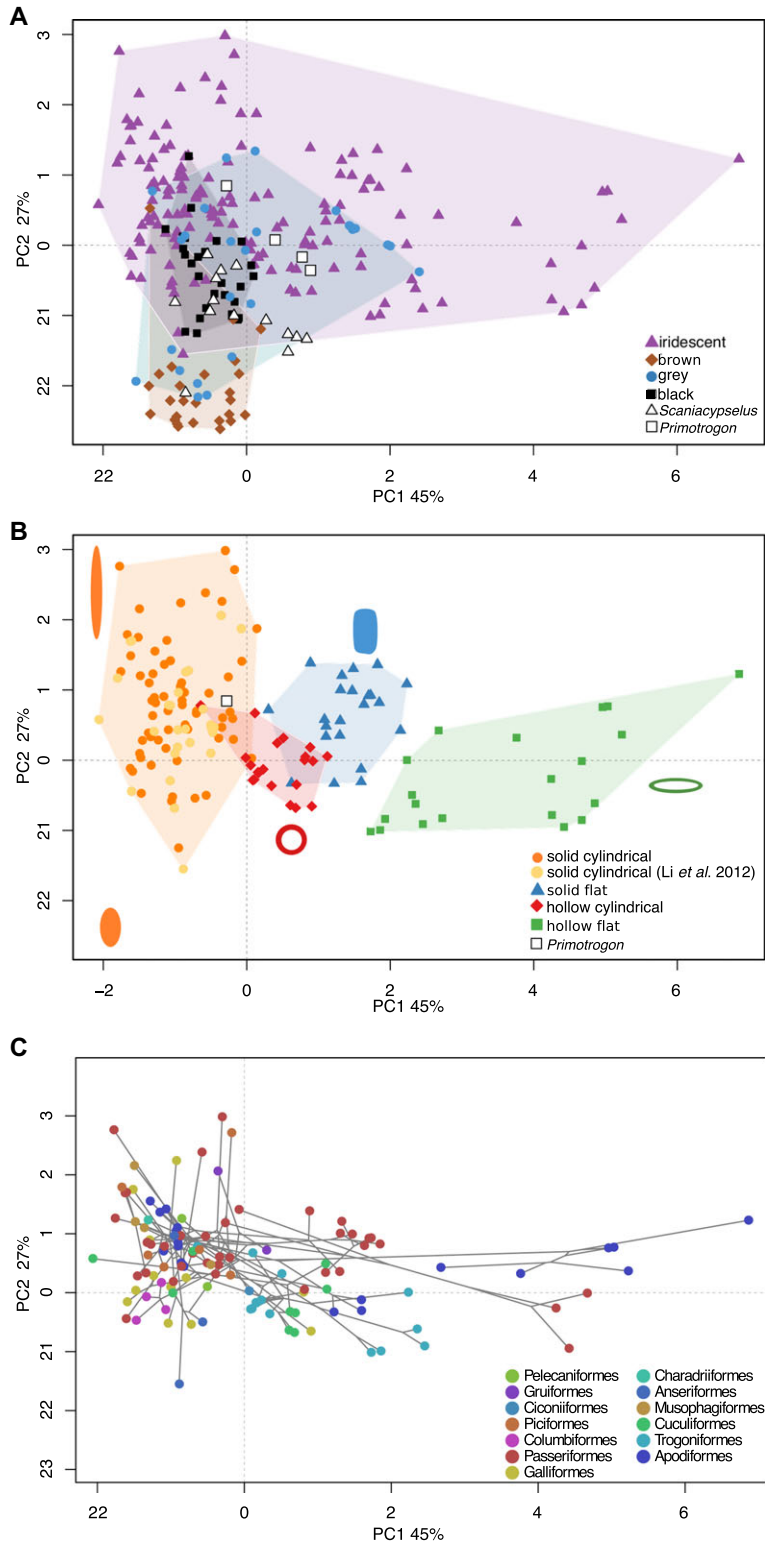 A
3
2
1
0
21
22
PC2 27%
22
0
2
4
6
PC1 45%
iridescent
brown
grey
black
Scaniacypselus
Primotrogon
B
3
2
1
0
21
22
PC2 27%
−2
0
2
4
6
PC1 45%
solid cylindrical
solid cylindrical (Li et al. 2012)
solid flat
hollow cylindrical
hollow flat
Primotrogon
C
3
2
1
0
21
22
23
PC2 27%
22
0
2
4
6
PC1 45%
Pelecaniformes
Gruiformes
Ciconiiformes
Piciformes
Columbiformes
Passeriformes
Galliformes
Charadriiformes
Anseriformes
Musophagiformes
Cuculiformes
Trogoniformes
Apodiformes